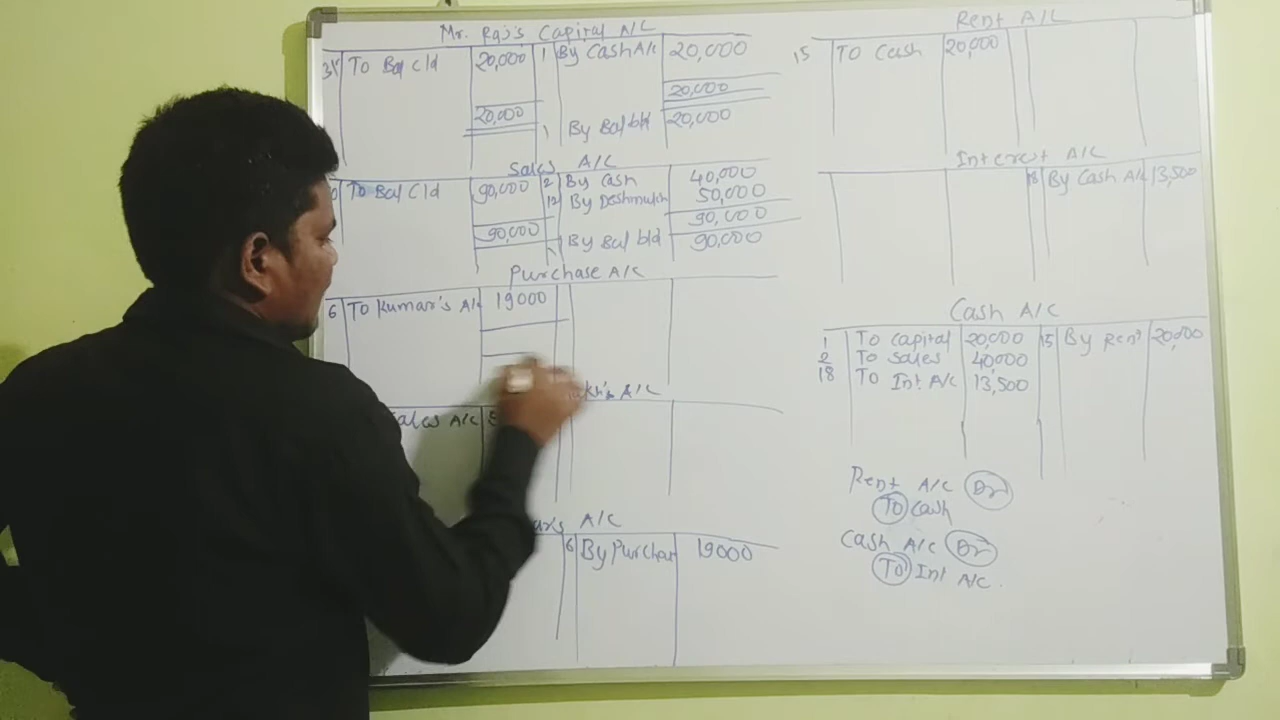 Mr. Raj's Capital A/C
31 To Bal C/d 20,000 1 By Cash A/c 20,000
20,000
20,000
1 By Bal b/d 20,000
Sales A/C
To Bal C/d 90,000 2 By Cash 40,000
12 By Deshmukh 50,000
90,000
90,000
By Bal b/d 90,000
Purchase A/C
6 To Kumar's A/c 19000
A/C
Sales A/C
A/C
6 By Purchase 19000
Rent A/C
15 To Cash 20,000
Interest A/C
18 By Cash A/c 13,500
Cash A/C
1 To Capital 20,000 15 By Rent 20,000
2 To Sales 40,000
18 To Int A/C 13,500
Rent A/C Dr
To Cash
Cash A/C Dr
To Int A/C.